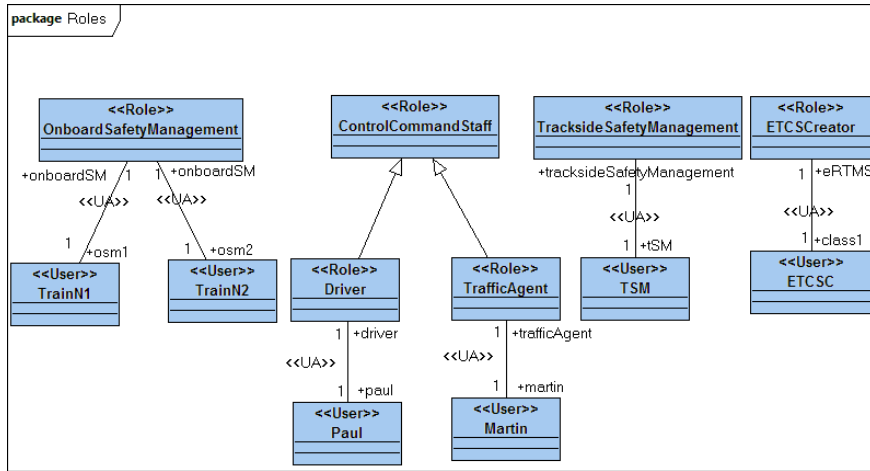 package Roles
<<Role>>
OnboardSafetyManagement
<<Role>>
ControlCommandStaff
<<Role>>
TracksideSafetyManagement
<<Role>>
ETCSCreator
+onboardSM
1
1
+onboardSM
<<UA>>
<<UA>>
1
+osm1
1
+osm2
<<User>>
TrainN1
<<User>>
TrainN2
<<Role>>
Driver
<<Role>>
TrafficAgent
+tracksideSafetyManagement
1
<<UA>>
1
+tSM
<<User>>
TSM
1
+eRTMS
<<UA>>
1
+class1
<<User>>
ETCSC
1
+driver
<<UA>>
1
+paul
<<User>>
Paul
1
+trafficAgent
<<UA>>
1
+martin
<<User>>
Martin